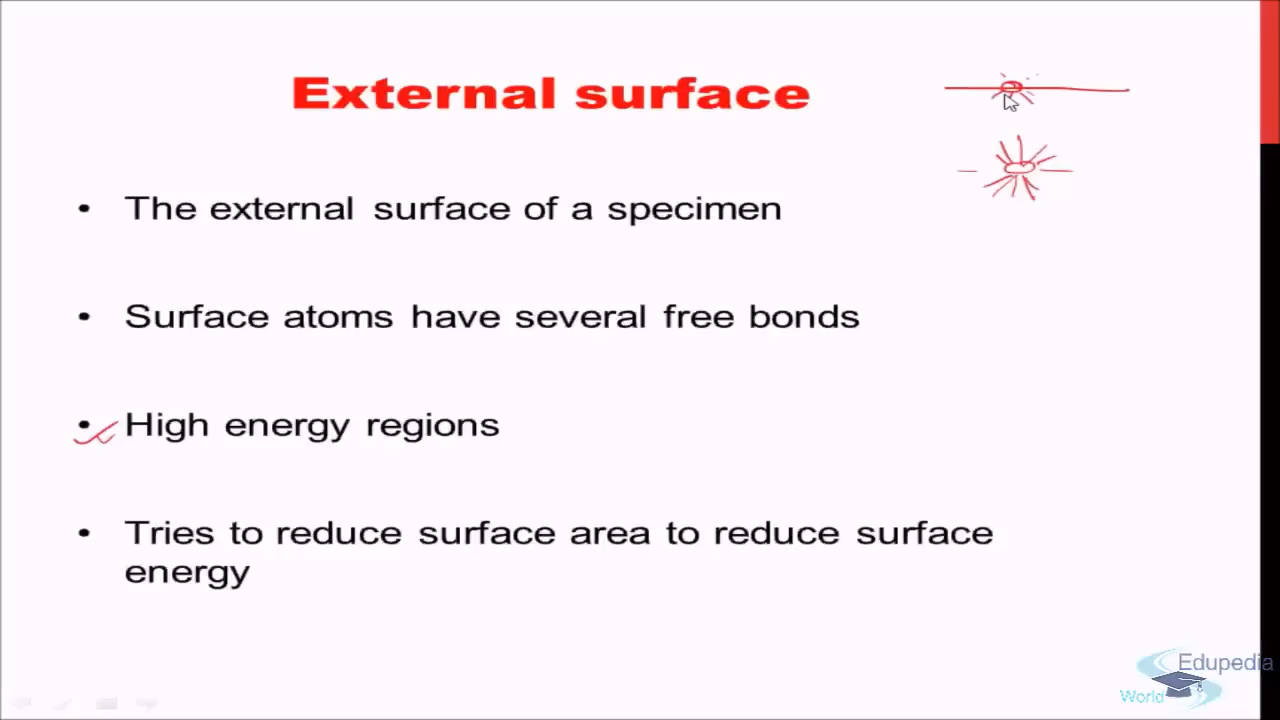 External surface
• The external surface of a specimen
• Surface atoms have several free bonds
• High energy regions
• Tries to reduce surface area to reduce surface
energy
Edupedia
World